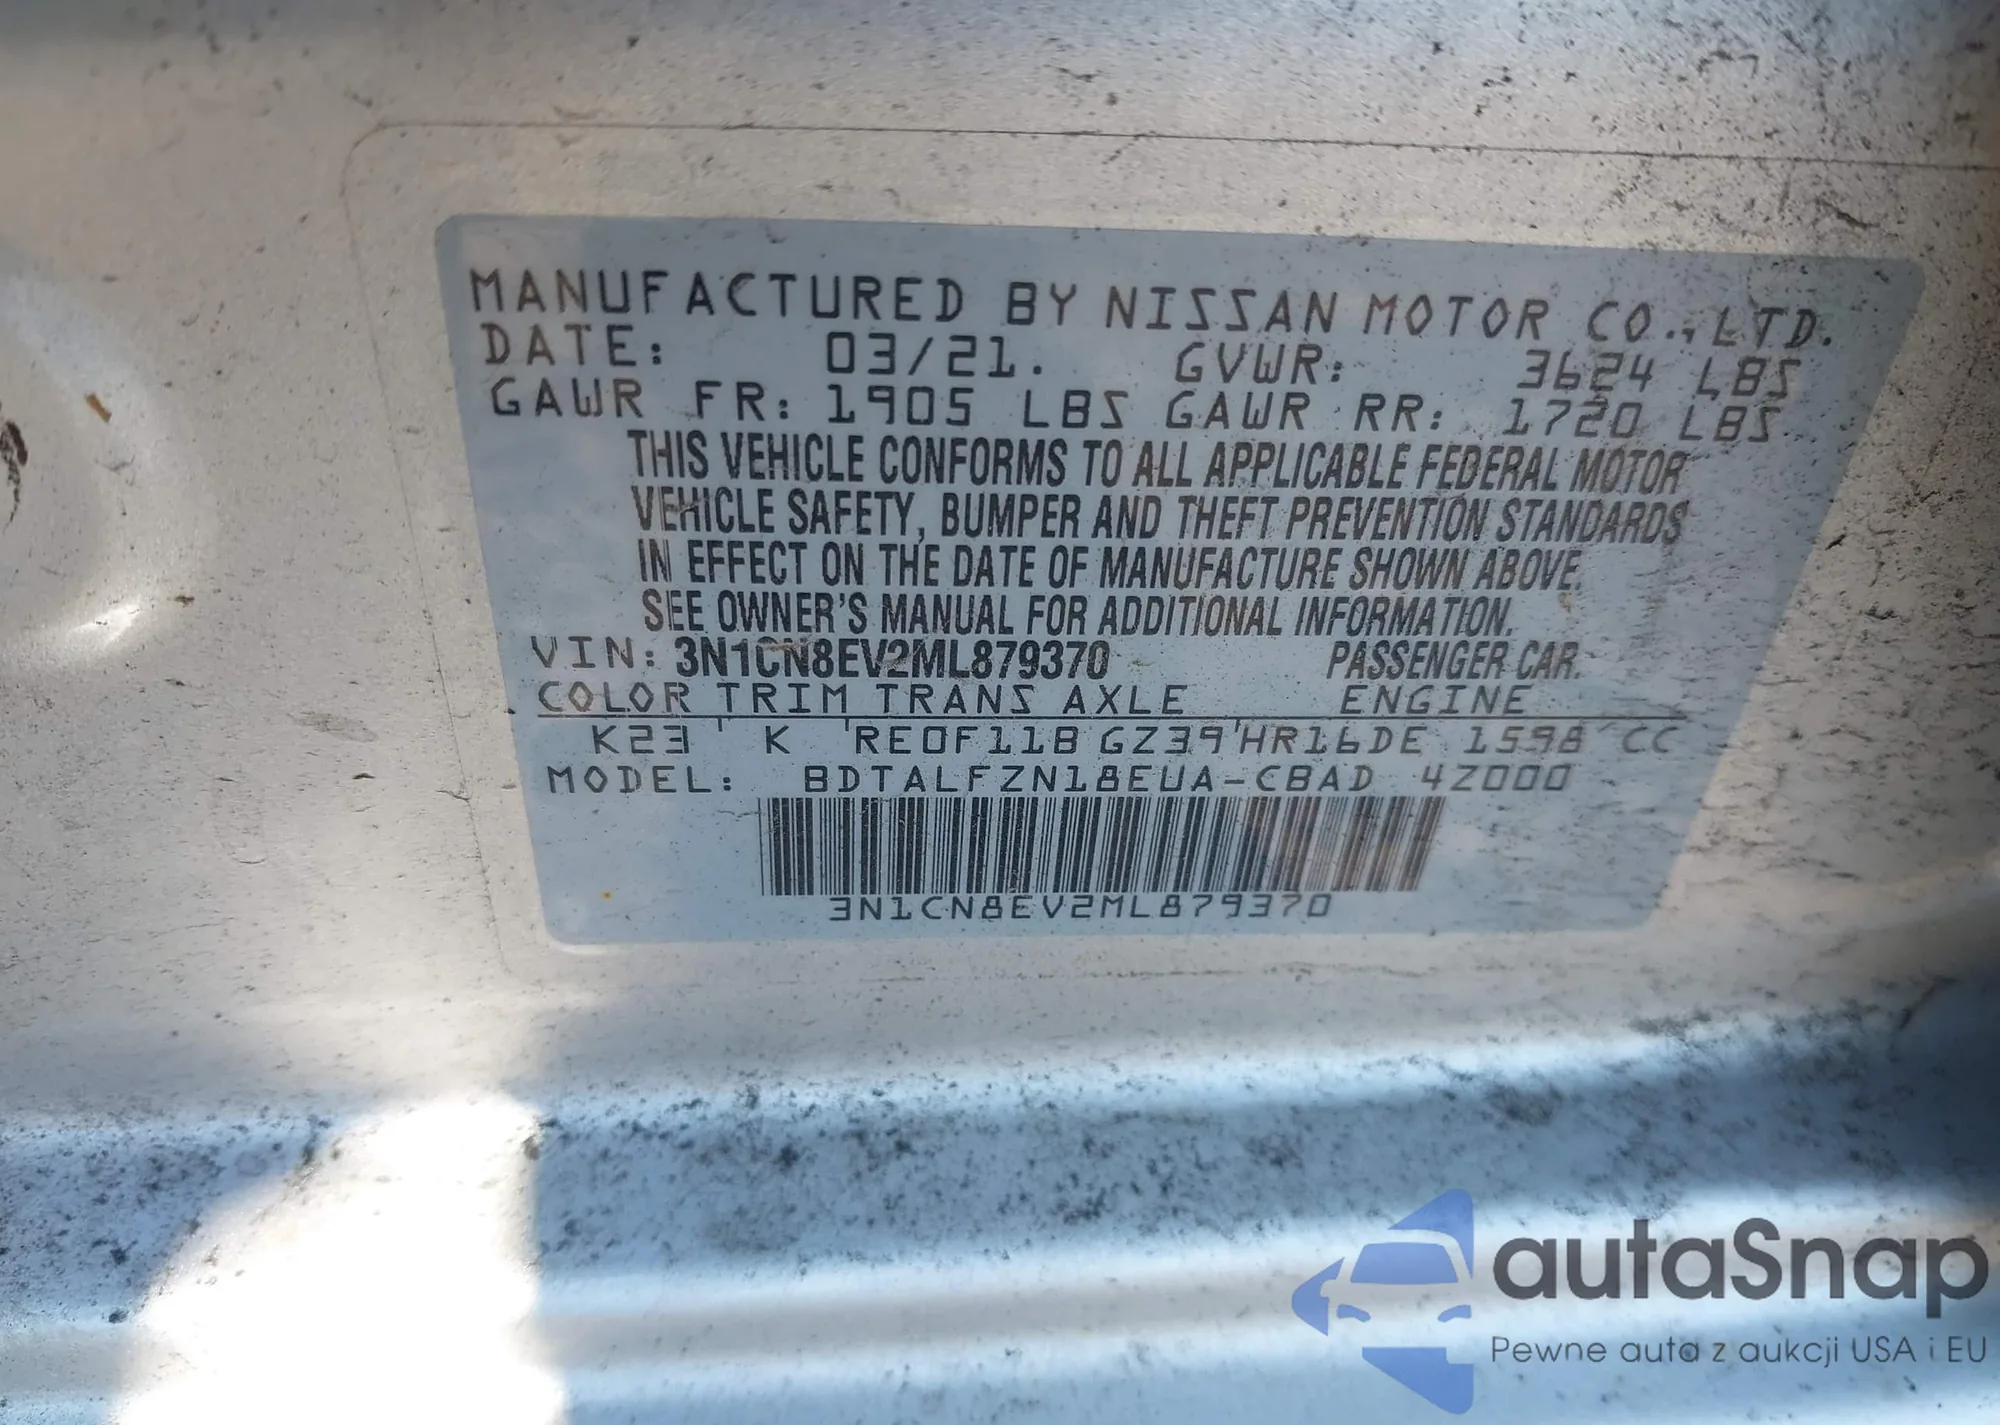 MANUFACTURED BY NISSAN MOTOR CO., LTD.
DATE: 03/21. GVWR: 3624 LBS
GAWR FR: 1905 LBS GAWR RR: 1720 LBS
THIS VEHICLE CONFORMS TO ALL APPLICABLE FEDERAL MOTOR
VEHICLE SAFETY, BUMPER AND THEFT PREVENTION STANDARDS
IN EFFECT ON THE DATE OF MANUFACTURE SHOWN ABOVE.
SEE OWNER'S MANUAL FOR ADDITIONAL INFORMATION.
VIN: 3N1CN8EV2ML879370 PASSENGER CAR.
COLOR TRIM TRANS AXLE ENGINE
K23 K RE0F11B GZ39 HR16DE 1598 CC
MODEL: BDTALFZN18EUA-CBAD 4Z000
3N1CN8EV2ML879370
autaSnap
Pewne auta z aukcji USA i EU